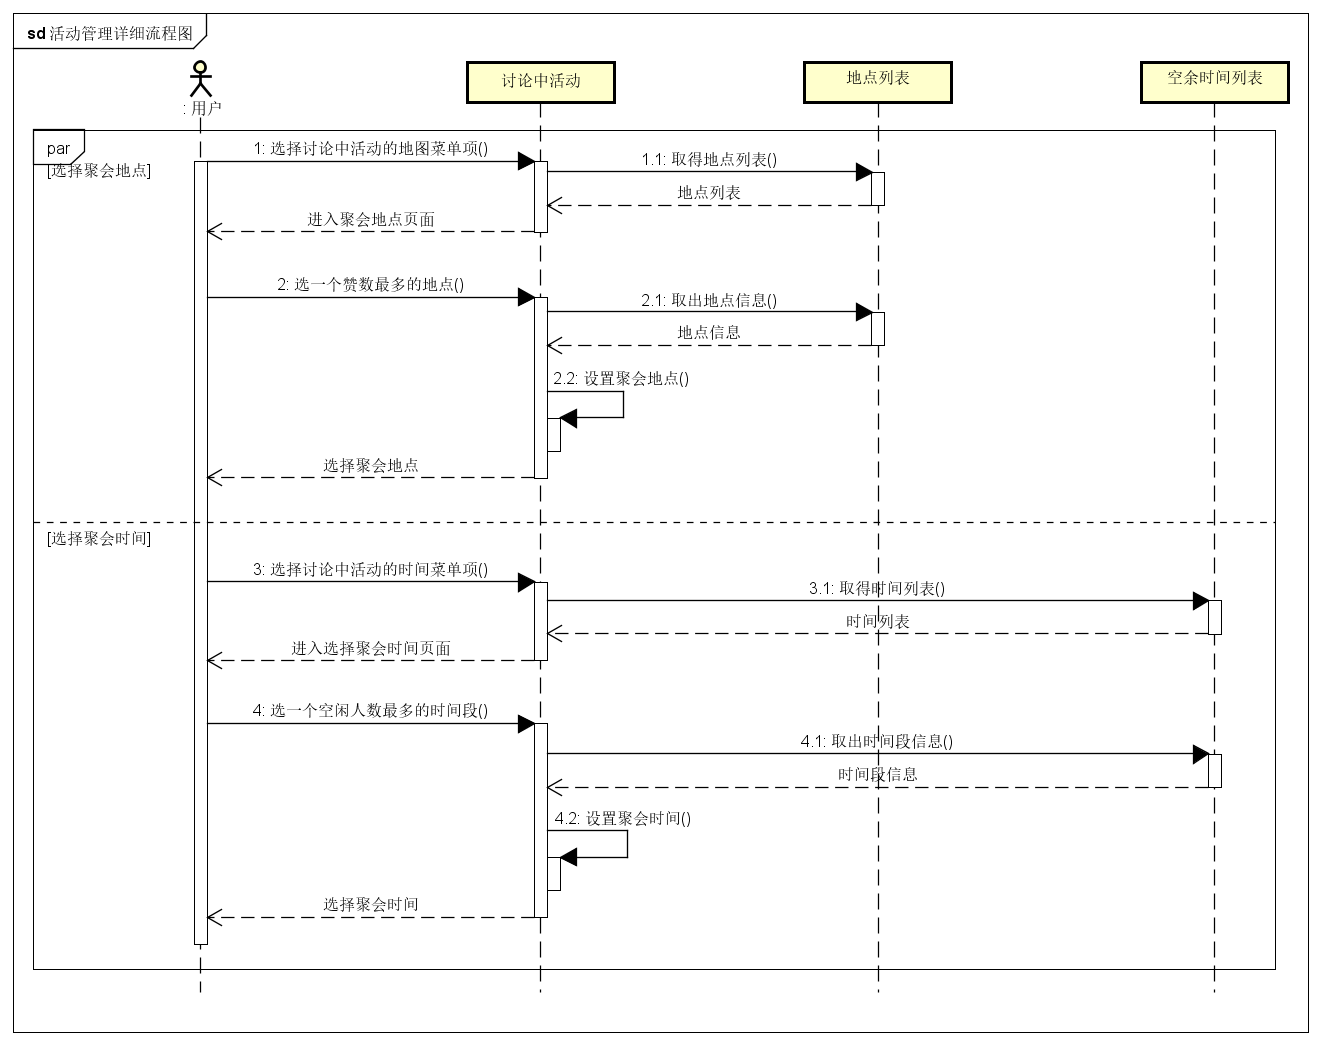 sd 活动管理详细流程图
: 用户
讨论中活动
地点列表
空余时间列表
par
[选择聚会地点]
1: 选择讨论中活动的地图菜单项()
1.1: 取得地点列表()
地点列表
进入聚会地点页面
2: 选一个赞数最多的地点()
2.1: 取出地点信息()
地点信息
2.2: 设置聚会地点()
选择聚会地点
[选择聚会时间]
3: 选择讨论中活动的时间菜单项()
3.1: 取得时间列表()
时间列表
进入选择聚会时间页面
4: 选一个空闲人数最多的时间段()
4.1: 取出时间段信息()
时间段信息
4.2: 设置聚会时间()
选择聚会时间